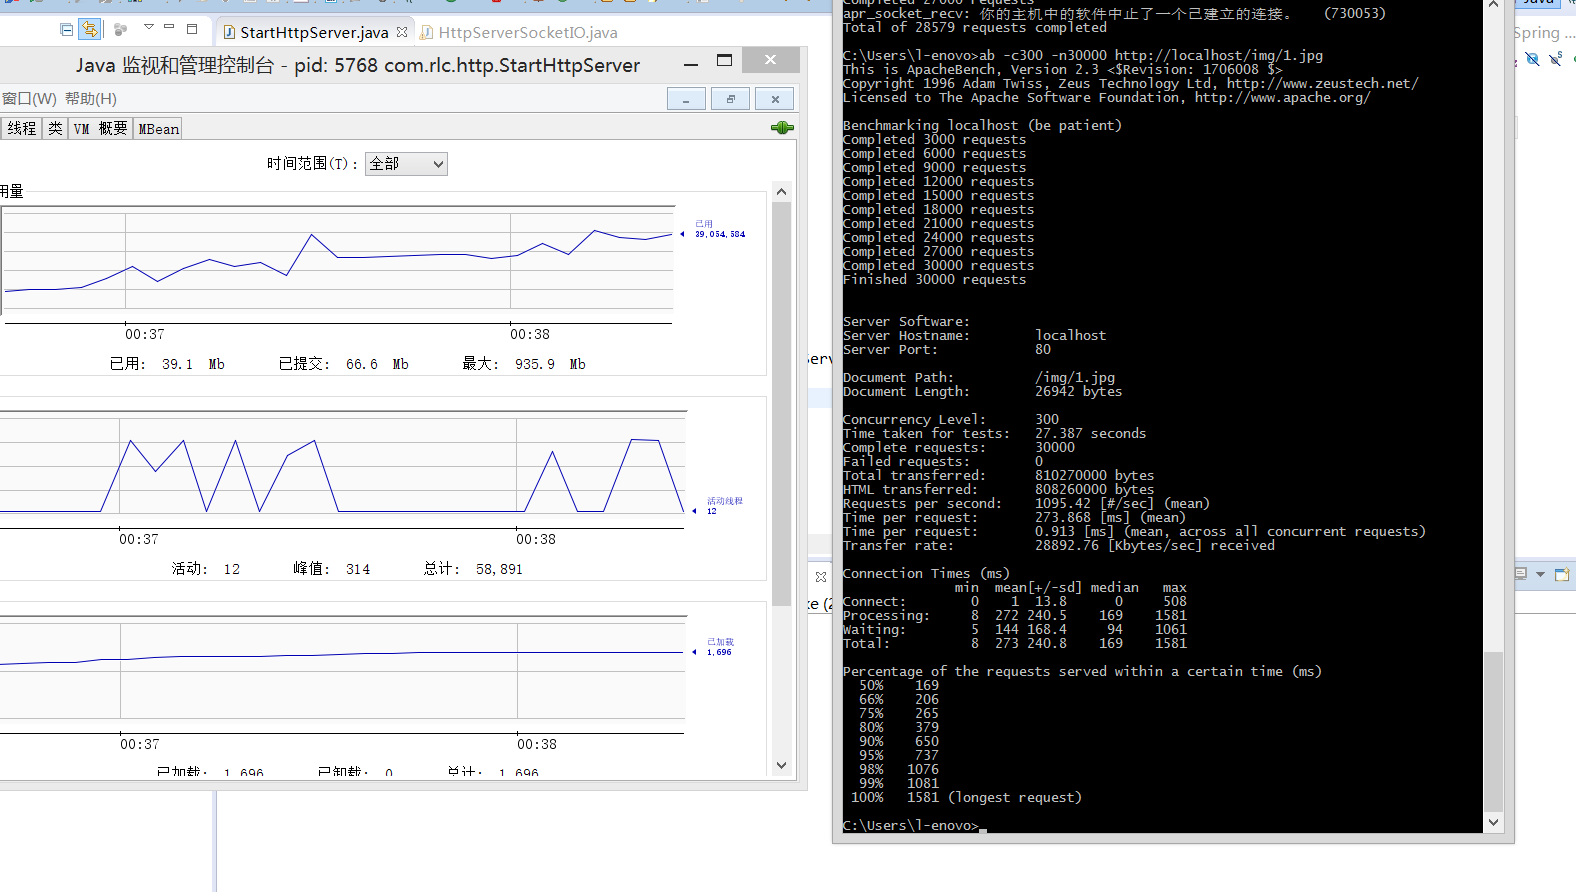 StartHttpServer.java
HttpServerSocketIO.java
Java 监视和管理控制台 - pid: 5768 com.rlc.http.StartHttpServer
窗口(W) 帮助(H)
线程 类 VM 概要 MBean
时间范围(T): 全部
用量
已用
39,054,584
00:37 00:38
已用: 39.1 Mb 已提交: 66.6 Mb 最大: 935.9 Mb
活动线程
12
00:37 00:38
活动: 12 峰值: 314 总计: 58,891
已加载
1,696
00:37 00:38
已加载: 1,696 已卸载: 0 总计: 1,696
Completed 27000 requests
apr_socket_recv: 你的主机中的软件中止了一个已建立的连接。 (730053)
Total of 28579 requests completed
C:\Users\l-enovo>ab -c300 -n30000 http://localhost/img/1.jpg
This is ApacheBench, Version 2.3 <$Revision: 1706008 $>
Copyright 1996 Adam Twiss, Zeus Technology Ltd, http://www.zeustech.net/
Licensed to The Apache Software Foundation, http://www.apache.org/
Benchmarking localhost (be patient)
Completed 3000 requests
Completed 6000 requests
Completed 9000 requests
Completed 12000 requests
Completed 15000 requests
Completed 18000 requests
Completed 21000 requests
Completed 24000 requests
Completed 27000 requests
Completed 30000 requests
Finished 30000 requests
Server Software:
Server Hostname: localhost
Server Port: 80
Document Path: /img/1.jpg
Document Length: 26942 bytes
Concurrency Level: 300
Time taken for tests: 27.387 seconds
Complete requests: 30000
Failed requests: 0
Total transferred: 810270000 bytes
HTML transferred: 808260000 bytes
Requests per second: 1095.42 [#/sec] (mean)
Time per request: 273.868 [ms] (mean)
Time per request: 0.913 [ms] (mean, across all concurrent requests)
Transfer rate: 28892.76 [Kbytes/sec] received
Connection Times (ms)
min mean[+/-sd] median max
Connect: 0 1 13.8 0 508
Processing: 8 272 240.5 169 1581
Waiting: 5 144 168.4 94 1061
Total: 8 273 240.8 169 1581
Percentage of the requests served within a certain time (ms)
50% 169
66% 206
75% 265
80% 379
90% 650
95% 737
98% 1076
99% 1081
100% 1581 (longest request)
C:\Users\l-enovo>
Java
Spring ...